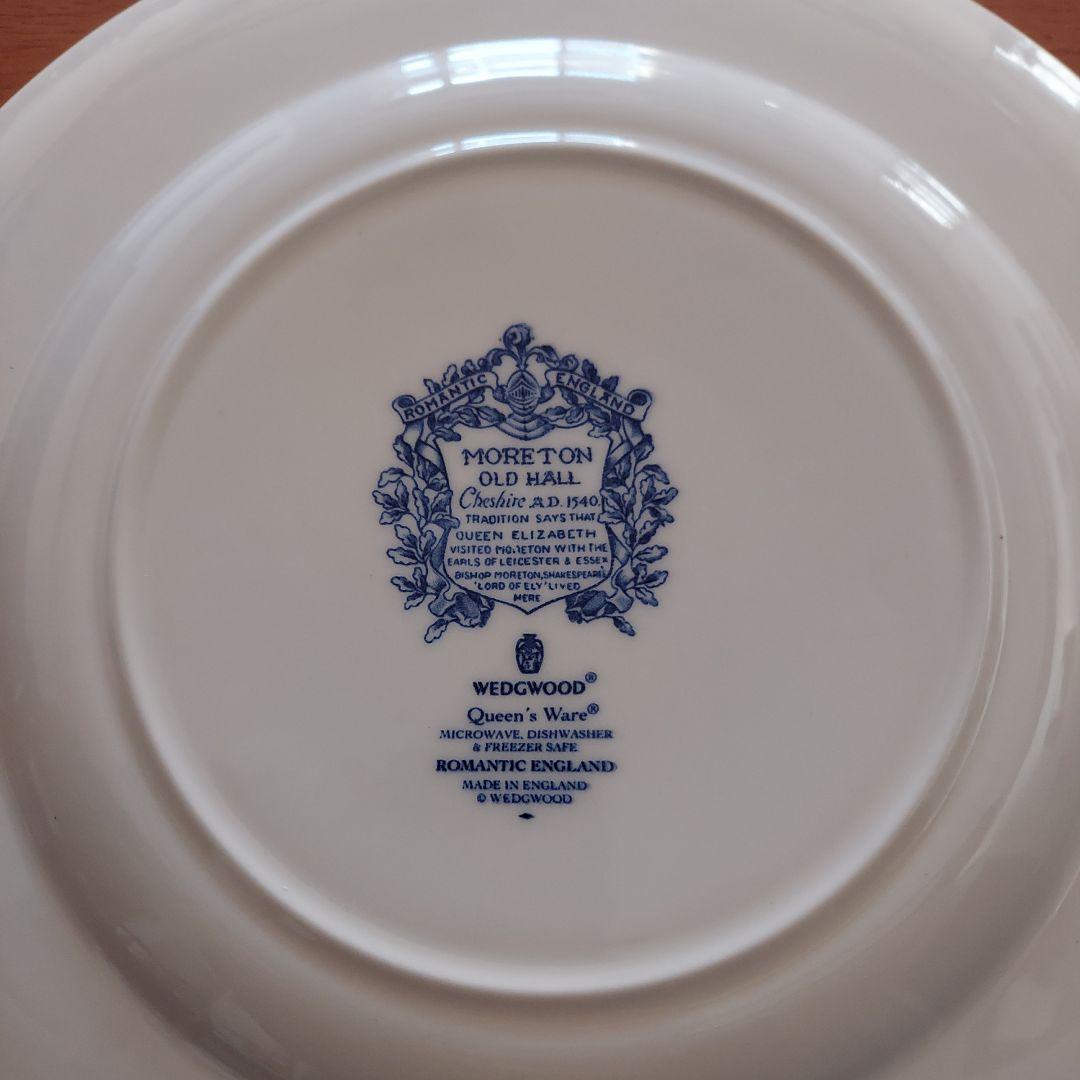 ROMANTIC ENGLAND
MORETON
OLD HALL
Cheshire A.D. 1540.
TRADITION SAYS THAT
QUEEN ELIZABETH
VISITED MORETON WITH THE
EARLS OF LEICESTER & ESSEX
BISHOP MORETON, SHAKESPEARE'S
'LORD OF ELY' LIVED
HERE
WEDGWOOD®
Queen's Ware®
MICROWAVE, DISHWASHER
& FREEZER SAFE
ROMANTIC ENGLAND
MADE IN ENGLAND
© WEDGWOOD